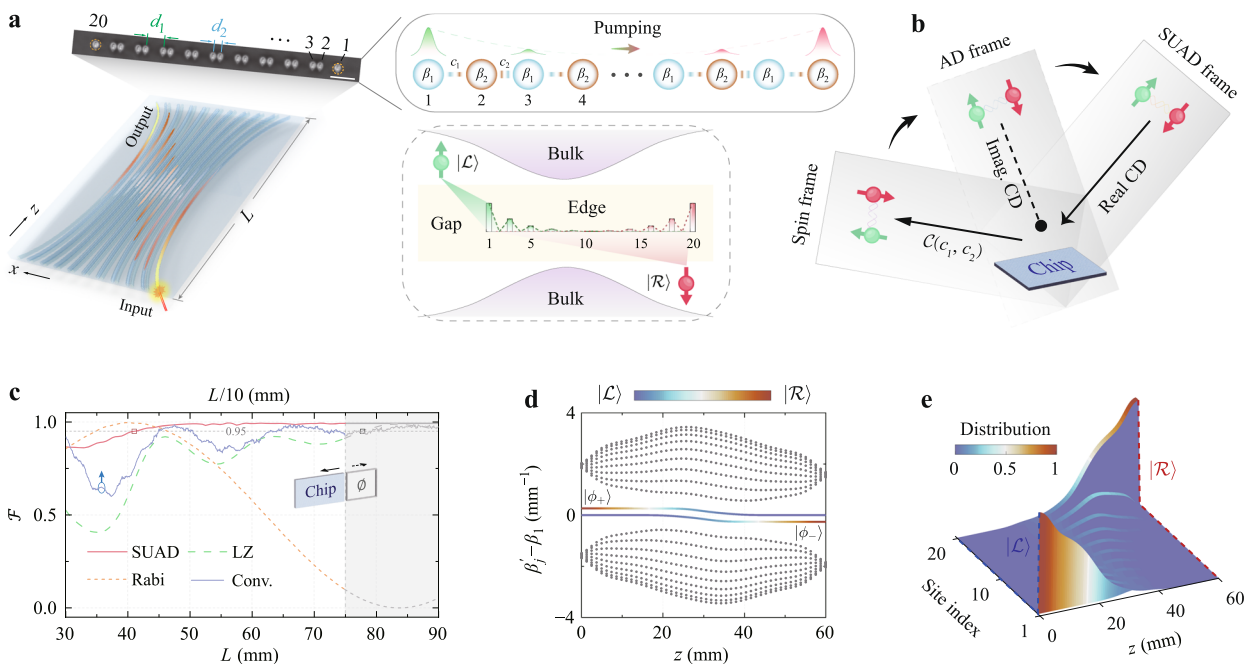 a
20
d₁
d₂
...
3 2
1
Output
z
x
L
Input
Pumping
β₁ c₁ β₂ c₂ β₁ β₂ ... β₁ β₂ β₁ β₂
1 2 3 4
|L⟩
Bulk
Gap
Edge
1 5 10 15 20
|R⟩
Bulk
b
AD frame
SUAD frame
Spin frame
Imag. CD
Real CD
C(c₁, c₂)
Chip
c
L/10 (mm)
1.0
0.95
0.5
0.0
F
Chip
∅
SUAD
LZ
Rabi
Conv.
30 40 50 60 70 80 90
L (mm)
d
|L⟩ |R⟩
4
0
−4
|ϕ₊⟩
|ϕ₋⟩
β′ⱼ−β₁ (mm⁻¹)
0 20 40 60
z (mm)
e
Distribution
0 0.5 1
|R⟩
|L⟩
20
10
1
Site index
0
20
40
60
z (mm)